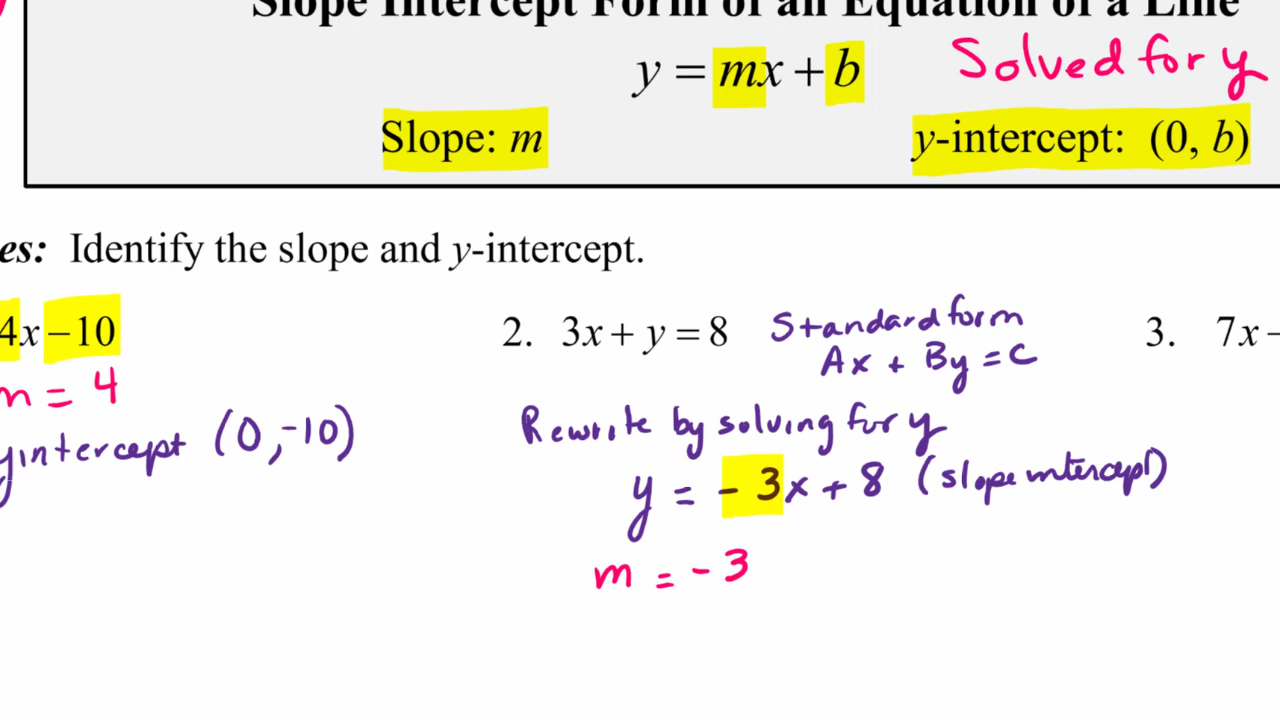 Slope Intercept Form of an Equation of a Line
y = mx + b
Solved for y
Slope: m
y-intercept: (0, b)
es: Identify the slope and y-intercept.
4x – 10
m = 4
y intercept (0, -10)
2. 3x + y = 8
Standard form
Ax + By = C
Rewrite by solving for y
y = - 3x + 8 (slope intercept)
m = - 3
3. 7x –